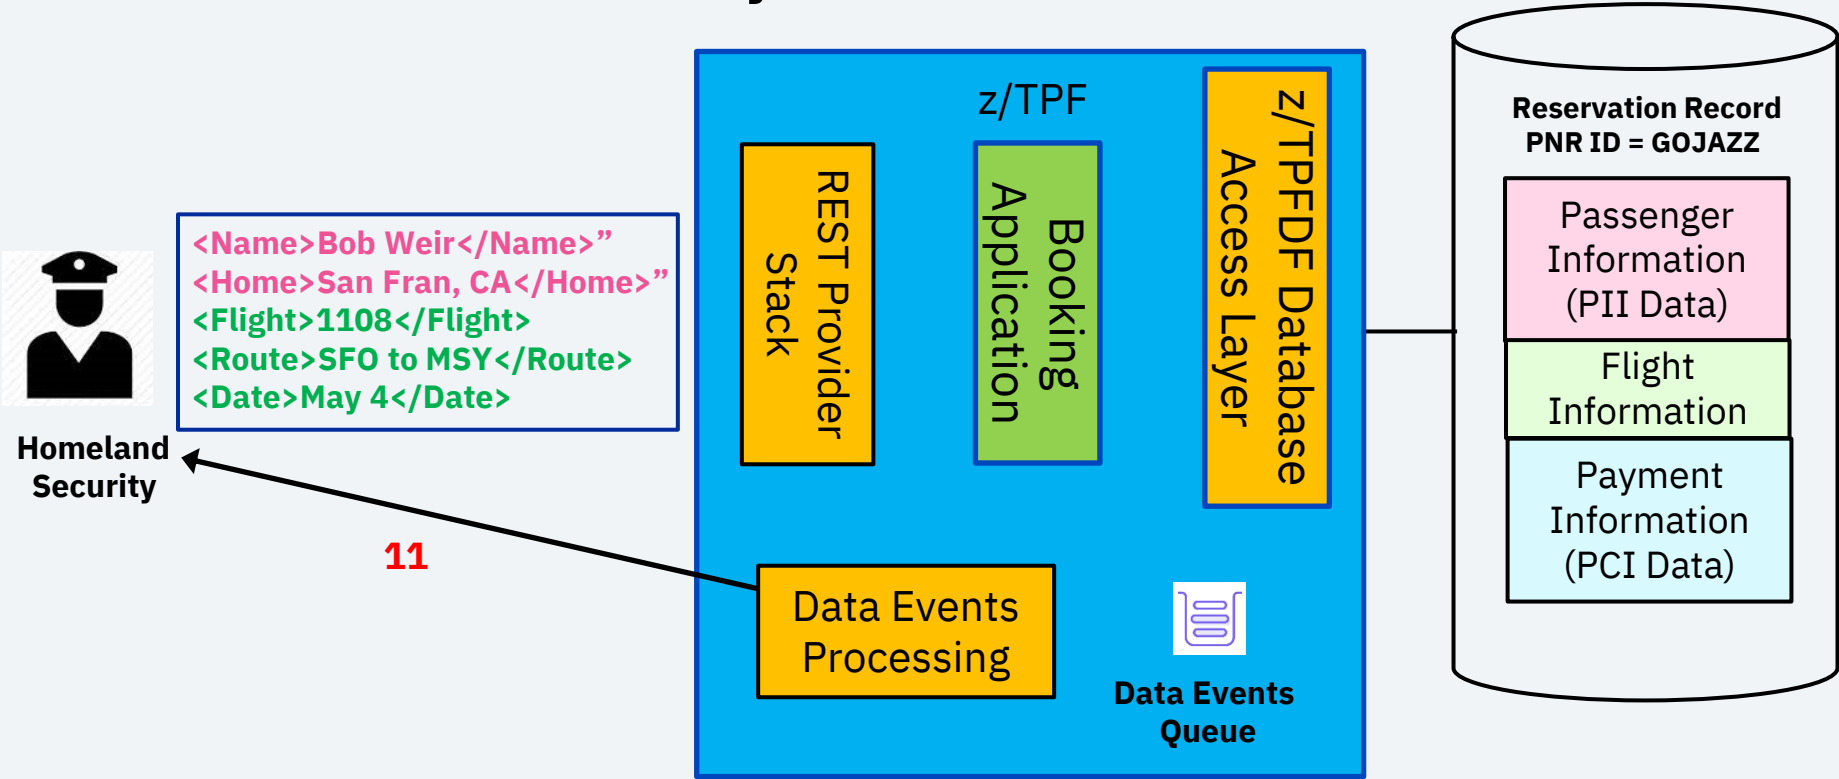 z/TPF
Reservation Record
PNR ID = GOJAZZ
<Name>Bob Weir</Name>”
<Home>San Fran, CA</Home>”
<Flight>1108</Flight>
<Route>SFO to MSY</Route>
<Date>May 4</Date>
Homeland
Security
11
REST Provider
Stack
Booking
Application
z/TPFDF Database
Access Layer
Passenger
Information
(PII Data)
Flight
Information
Payment
Information
(PCI Data)
Data Events
Processing
Data Events
Queue